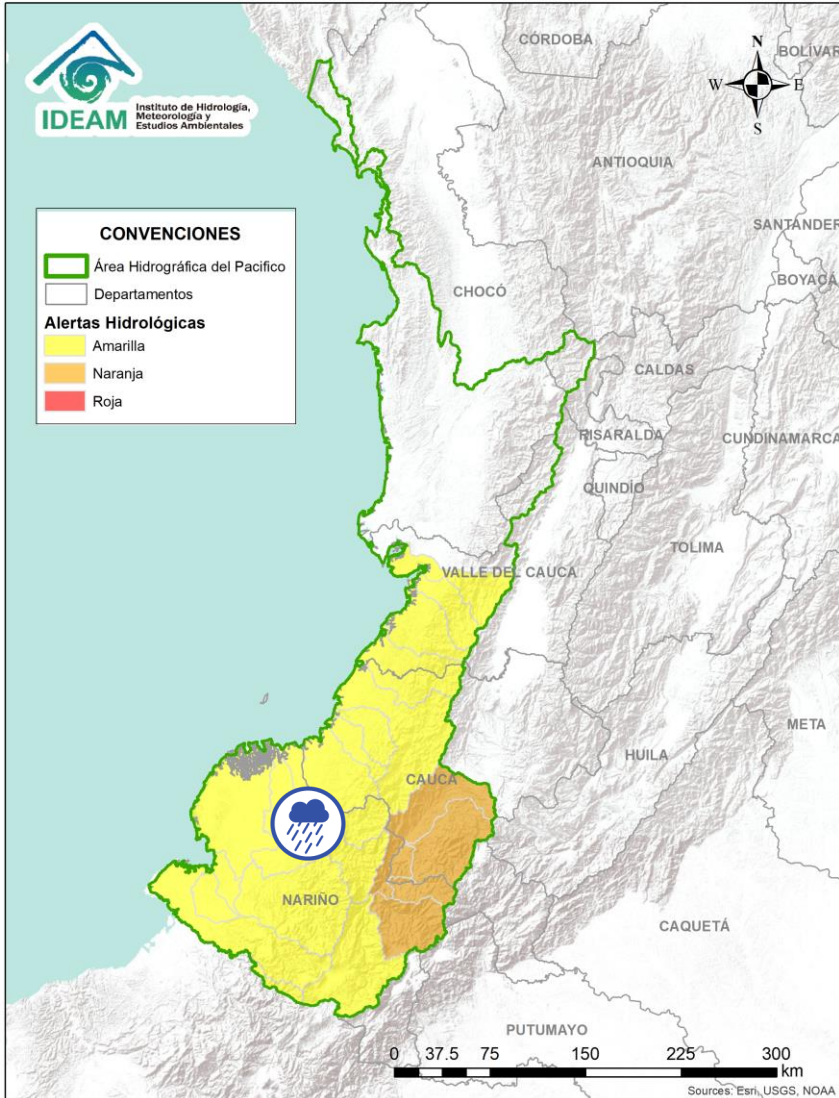 IDEAM
Instituto de Hidrología,
Meteorología y
Estudios Ambientales
CÓRDOBA
BOLÍVAR
N
W
E
S
ANTIOQUIA
SANTANDER
BOYACÁ
CONVENCIONES
Área Hidrográfica del Pacifico
Departamentos
Alertas Hidrológicas
Amarilla
Naranja
Roja
CHOCÓ
CALDAS
RISARALDA
CUNDINAMARCA
QUINDÍO
TOLIMA
VALLE DEL CAUCA
META
HUILA
CAUCA
NARIÑO
CAQUETÁ
PUTUMAYO
0 37.5 75 150 225 300
km
Sources: Esri, USGS, NOAA